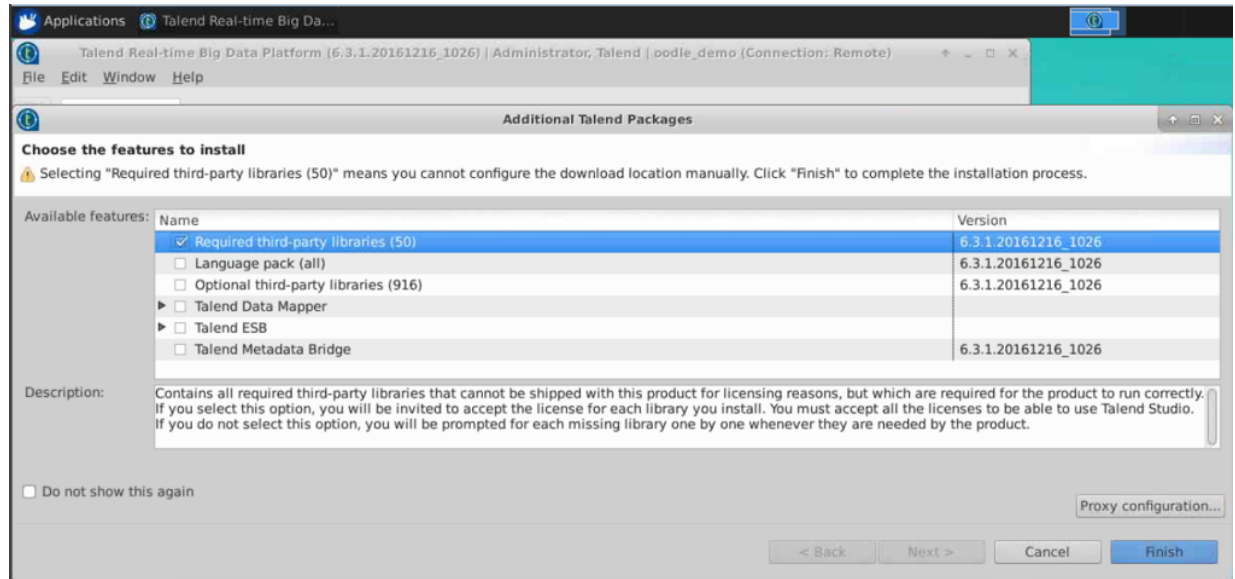 Applications Talend Real-time Big Da...
Talend Real-time Big Data Platform (6.3.1.20161216_1026) | Administrator, Talend | oodle_demo (Connection: Remote)
File Edit Window Help
Additional Talend Packages
Choose the features to install
Selecting "Required third-party libraries (50)" means you cannot configure the download location manually. Click "Finish" to complete the installation process.
Available features: Name Version
Required third-party libraries (50) 6.3.1.20161216_1026
Language pack (all) 6.3.1.20161216_1026
Optional third-party libraries (916) 6.3.1.20161216_1026
Talend Data Mapper
Talend ESB
Talend Metadata Bridge 6.3.1.20161216_1026
Description: Contains all required third-party libraries that cannot be shipped with this product for licensing reasons, but which are required for the product to run correctly.
If you select this option, you will be invited to accept the license for each library you install. You must accept all the licenses to be able to use Talend Studio.
If you do not select this option, you will be prompted for each missing library one by one whenever they are needed by the product.
Do not show this again
Proxy configuration...
< Back Next > Cancel Finish